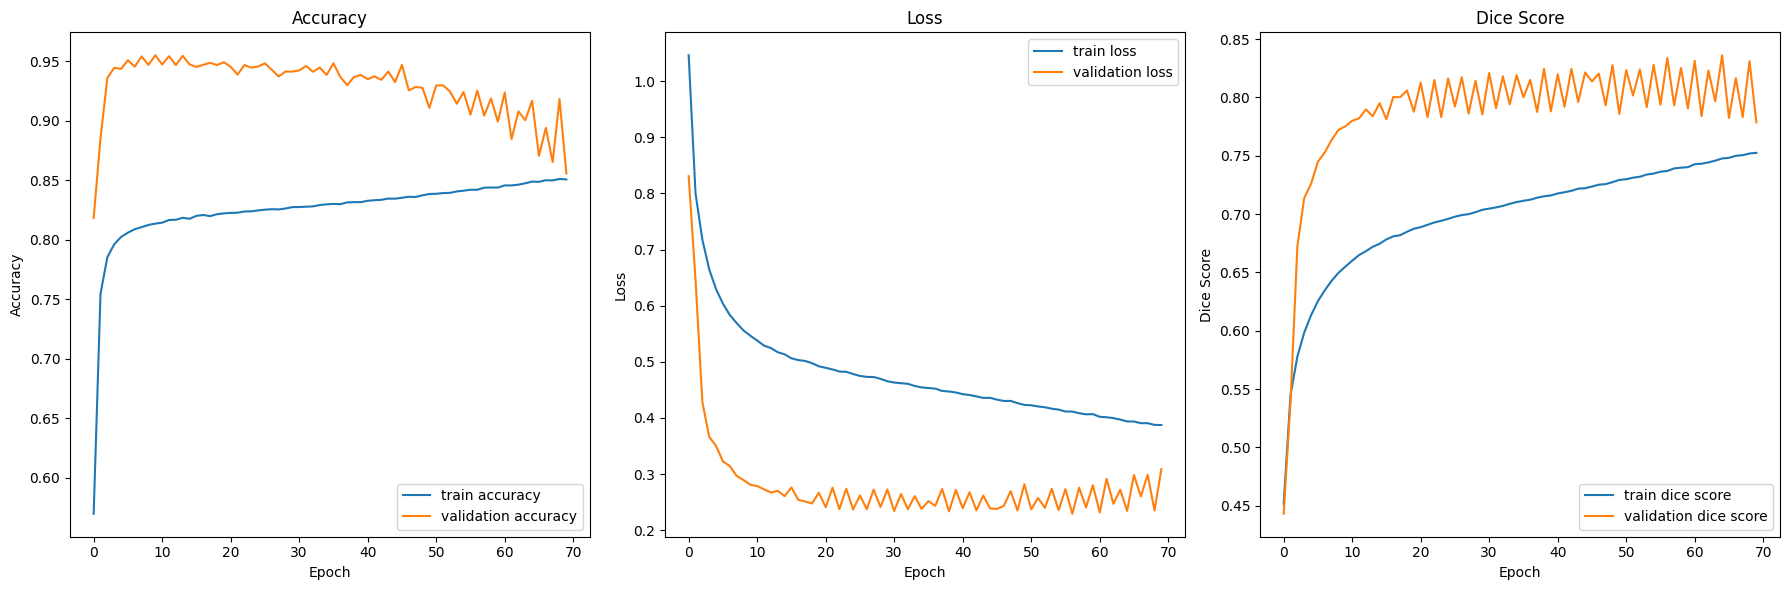 Accuracy
Accuracy
0.95
0.90
0.85
0.80
0.75
0.70
0.65
0.60
train accuracy
validation accuracy
0 10 20 30 40 50 60 70
Epoch
Loss
Loss
1.0
0.9
0.8
0.7
0.6
0.5
0.4
0.3
0.2
train loss
validation loss
0 10 20 30 40 50 60 70
Epoch
Dice Score
Dice Score
0.85
0.80
0.75
0.70
0.65
0.60
0.55
0.50
0.45
train dice score
validation dice score
0 10 20 30 40 50 60 70
Epoch